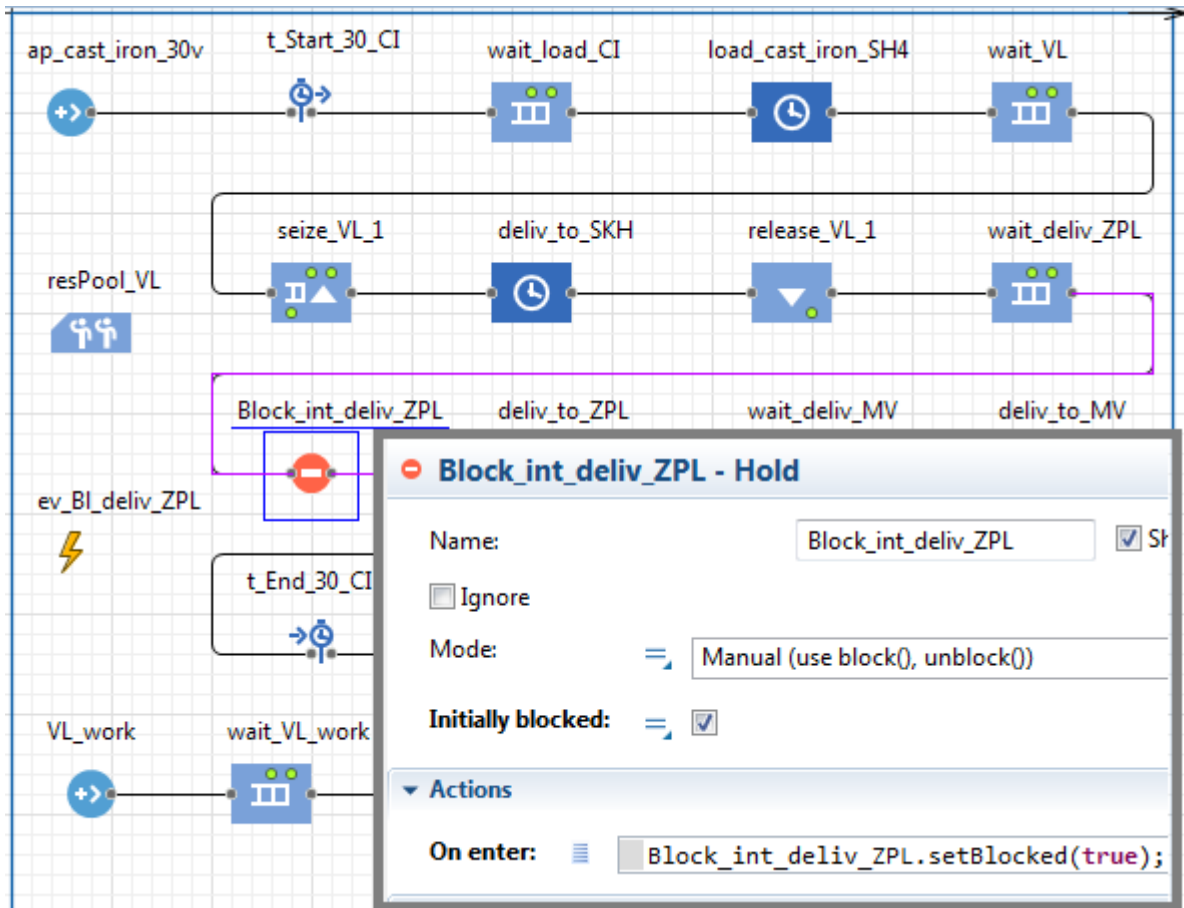 ap_cast_iron_30v t_Start_30_CI wait_load_CI load_cast_iron_SH4 wait_VL
seize_VL_1 deliv_to_SKH release_VL_1 wait_deliv_ZPL
resPool_VL
Block_int_deliv_ZPL deliv_to_ZPL wait_deliv_MV deliv_to_MV
Block_int_deliv_ZPL - Hold
ev_Bl_deliv_ZPL
Name: Block_int_deliv_ZPL Sh
t_End_30_CI
Ignore
Mode: Manual (use block(), unblock())
Initially blocked:
VL_work wait_VL_work
Actions
On enter: Block_int_deliv_ZPL.setBlocked(true);